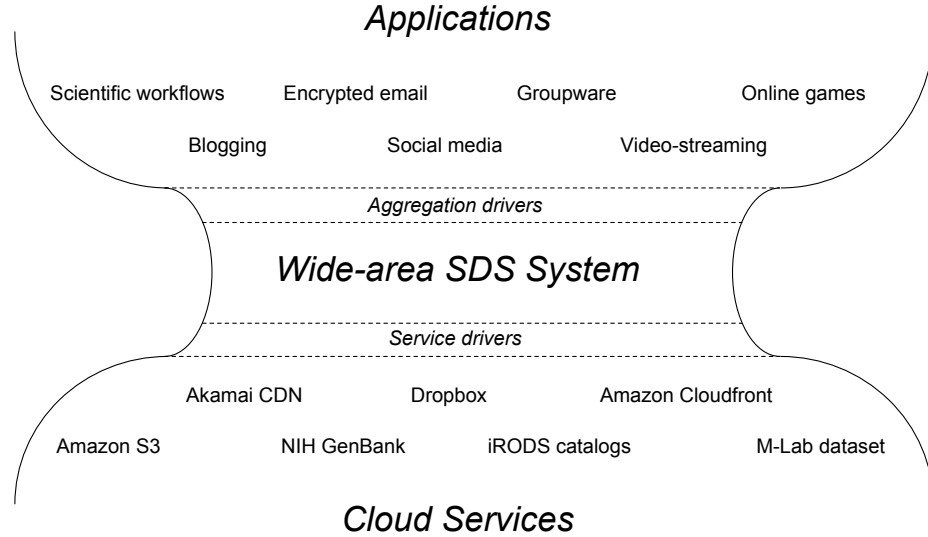 Applications
Scientific workflows Encrypted email Groupware Online games
Blogging Social media Video-streaming
Aggregation drivers
Wide-area SDS System
Service drivers
Akamai CDN Dropbox Amazon Cloudfront
Amazon S3 NIH GenBank iRODS catalogs M-Lab dataset
Cloud Services